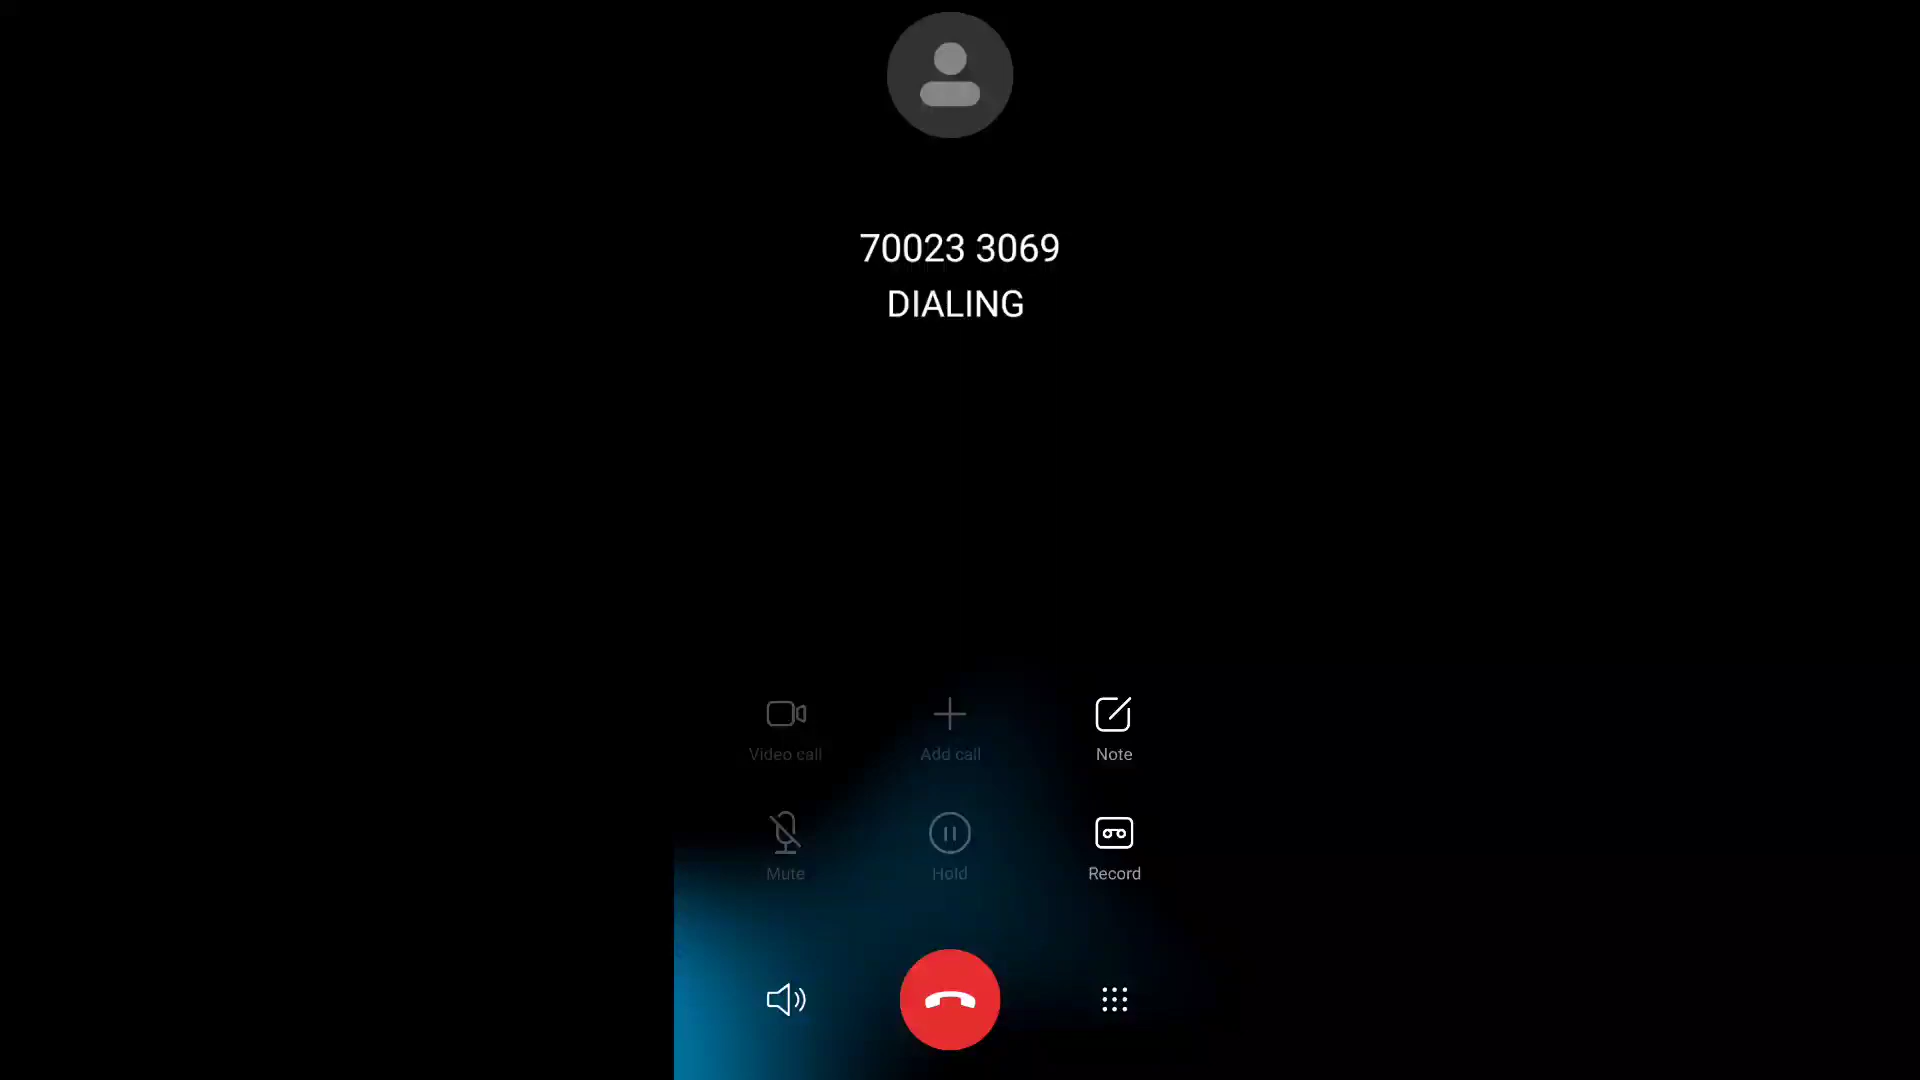 70023 3069
DIALING
Video call
Add call
Note
Mute
Hold
Record